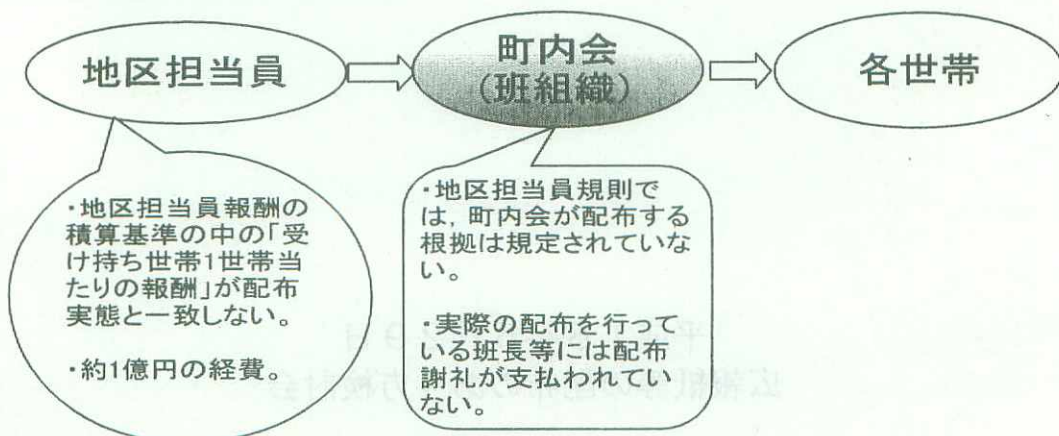 地区担当員
町内会
(班組織)
各世帯
・地区担当員報酬の
積算基準の中の「受
け持ち世帯1世帯当
たりの報酬」が配布
実態と一致しない。
・約1億円の経費。
・地区担当員規則で
は,町内会が配布する
根拠は規定されていな
い。
・実際の配布を行って
いる班長等には配布
謝礼が支払われてい
ない。